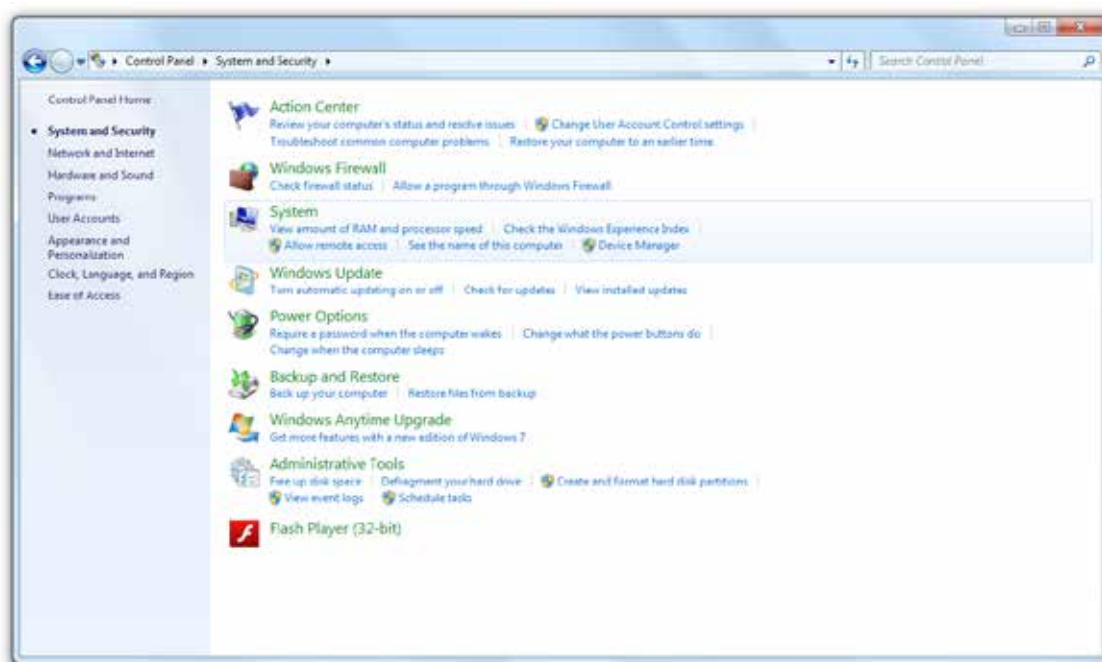 Control Panel ▸ System and Security ▸
Search Control Panel
Control Panel Home
System and Security
Network and Internet
Hardware and Sound
Programs
User Accounts
Appearance and
Personalization
Clock, Language, and Region
Ease of Access
Action Center
Review your computer's status and resolve issues | Change User Account Control settings |
Troubleshoot common computer problems | Restore your computer to an earlier time
Windows Firewall
Check firewall status | Allow a program through Windows Firewall
System
View amount of RAM and processor speed | Check the Windows Experience Index |
Allow remote access | See the name of this computer | Device Manager
Windows Update
Turn automatic updating on or off | Check for updates | View installed updates
Power Options
Require a password when the computer wakes | Change what the power buttons do |
Change when the computer sleeps
Backup and Restore
Back up your computer | Restore files from backup
Windows Anytime Upgrade
Get more features with a new edition of Windows 7
Administrative Tools
Free up disk space | Defragment your hard drive | Create and format hard disk partitions |
View event logs | Schedule tasks
Flash Player (32-bit)